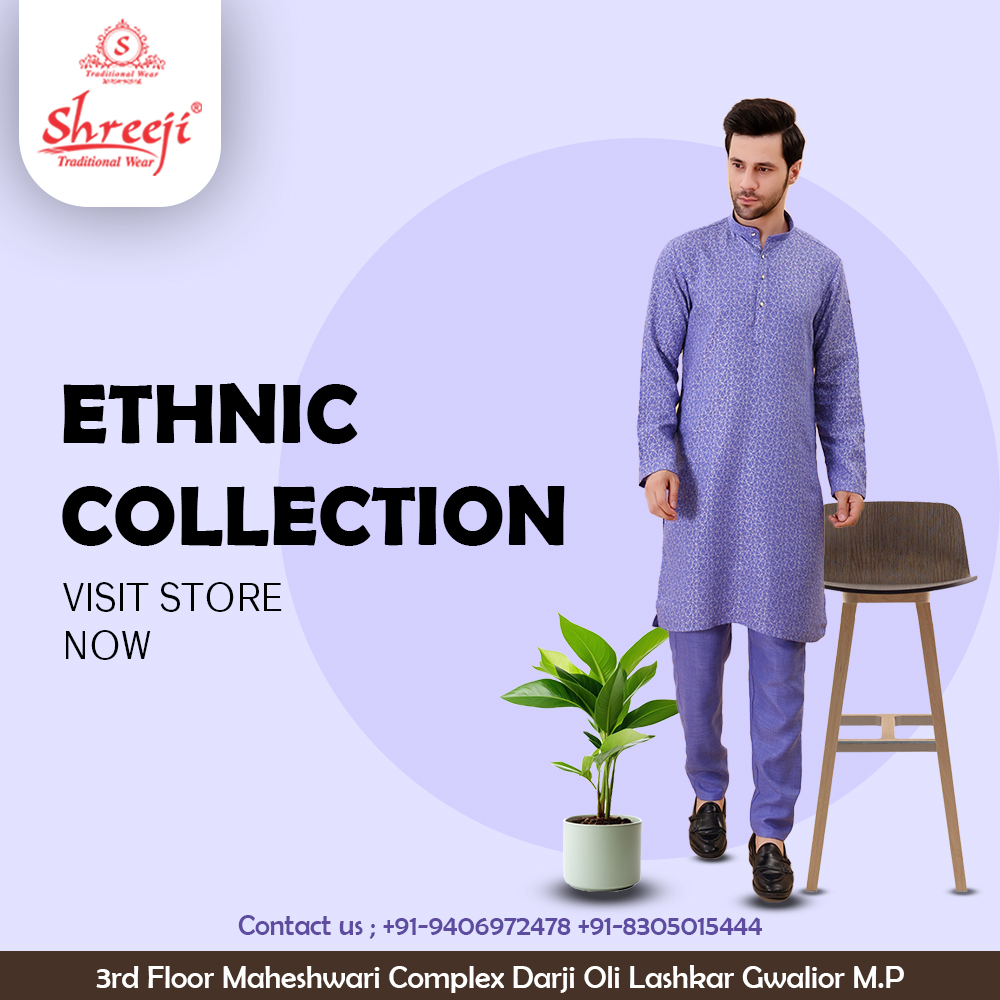 S
Traditional Wear
Shreeji®
Traditional Wear
ETHNIC
COLLECTION
VISIT STORE
NOW
Contact us ; +91-9406972478 +91-8305015444
3rd Floor Maheshwari Complex Darji Oli Lashkar Gwalior M.P